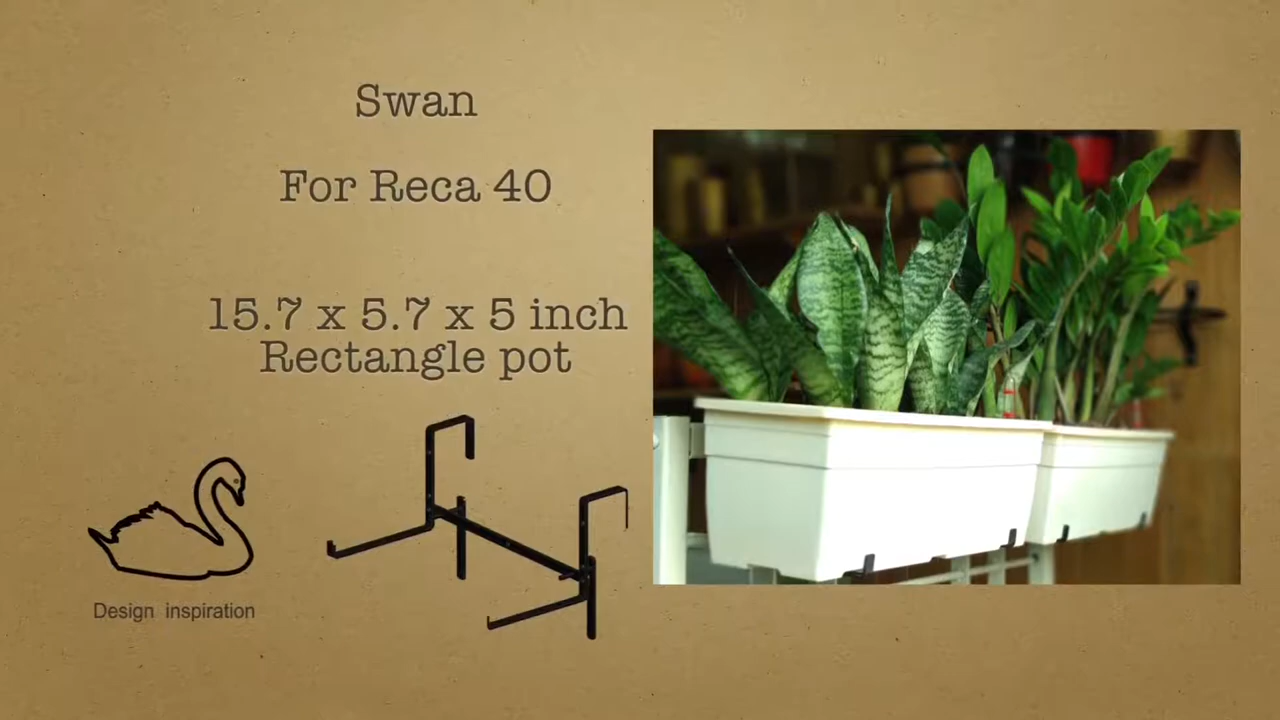 Swan
For Reca 40
15.7 x 5.7 x 5 inch
Rectangle pot
Design inspiration